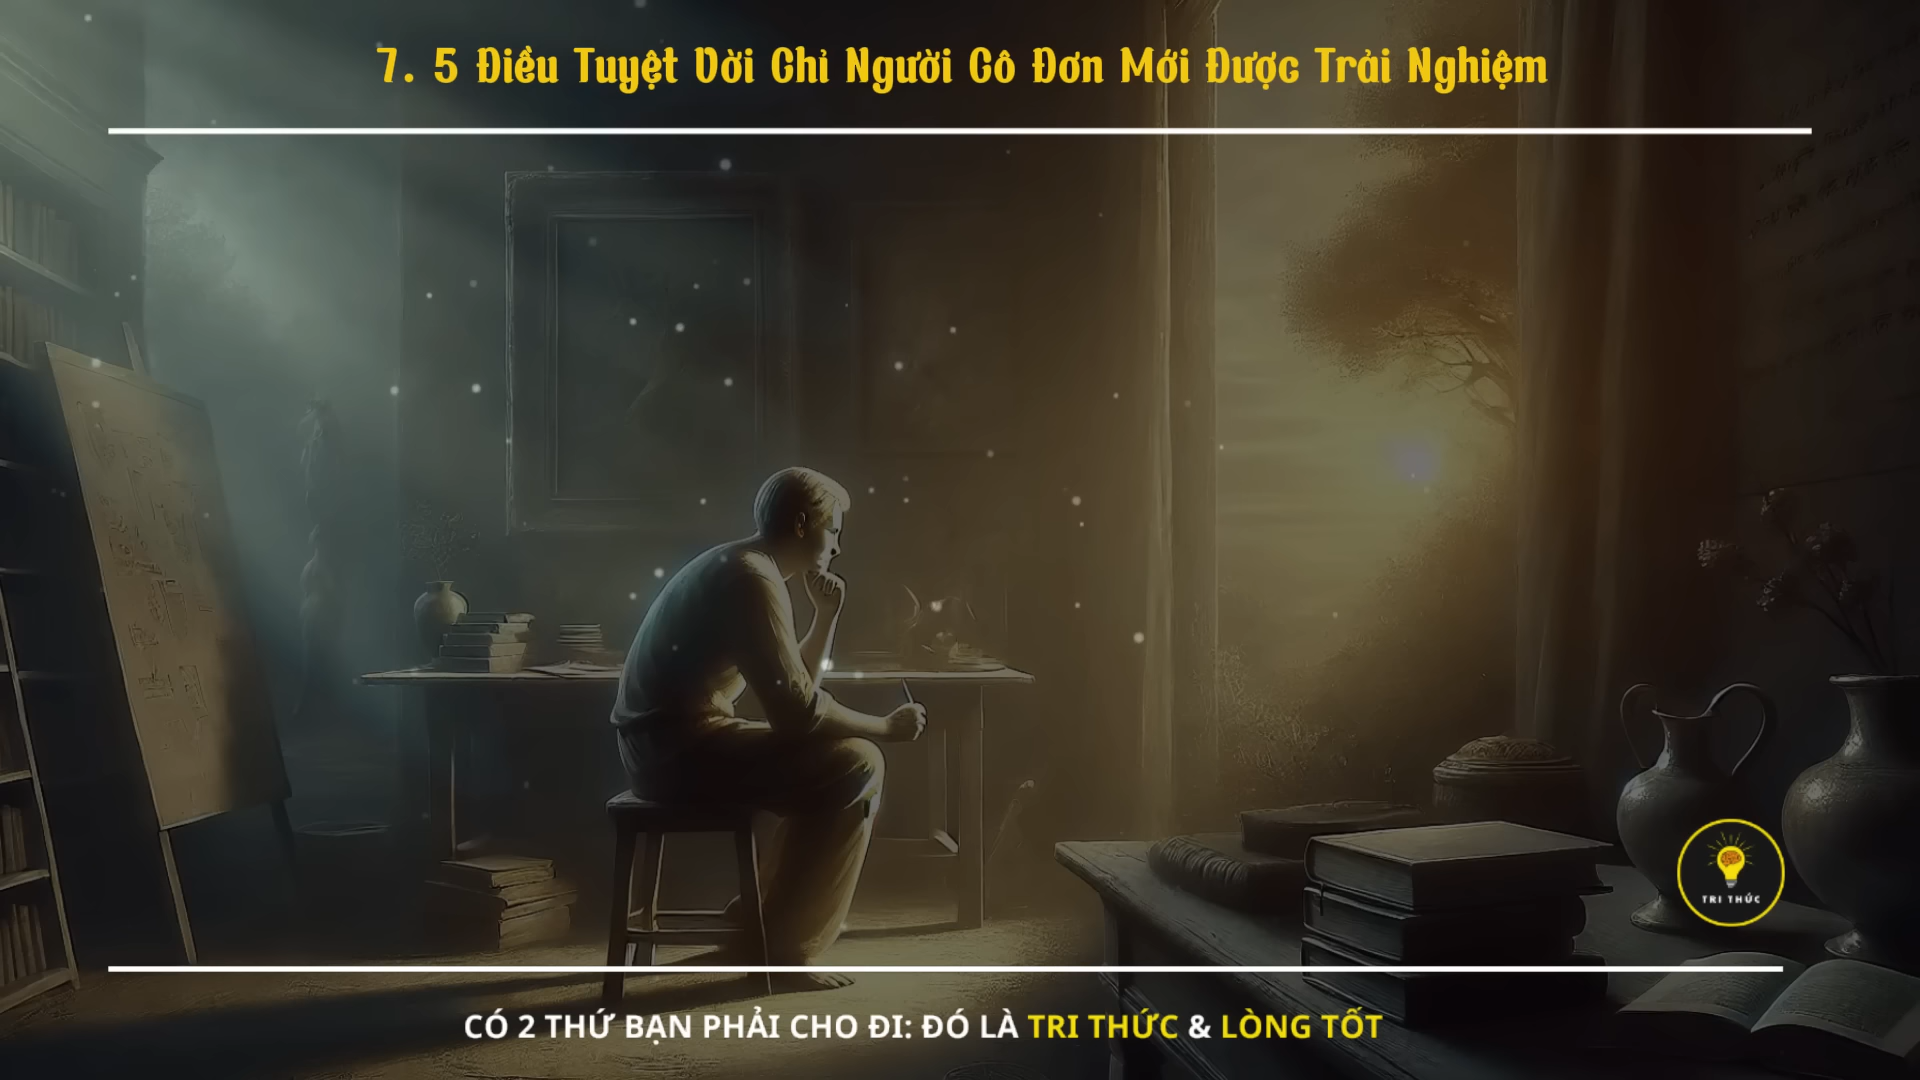 7. 5 Điều Tuyệt Vời Chỉ Người Cô Đơn Mới Được Trải Nghiệm
TRI THỨC
CÓ 2 THỨ BẠN PHẢI CHO ĐI: ĐÓ LÀ TRI THỨC & LÒNG TỐT